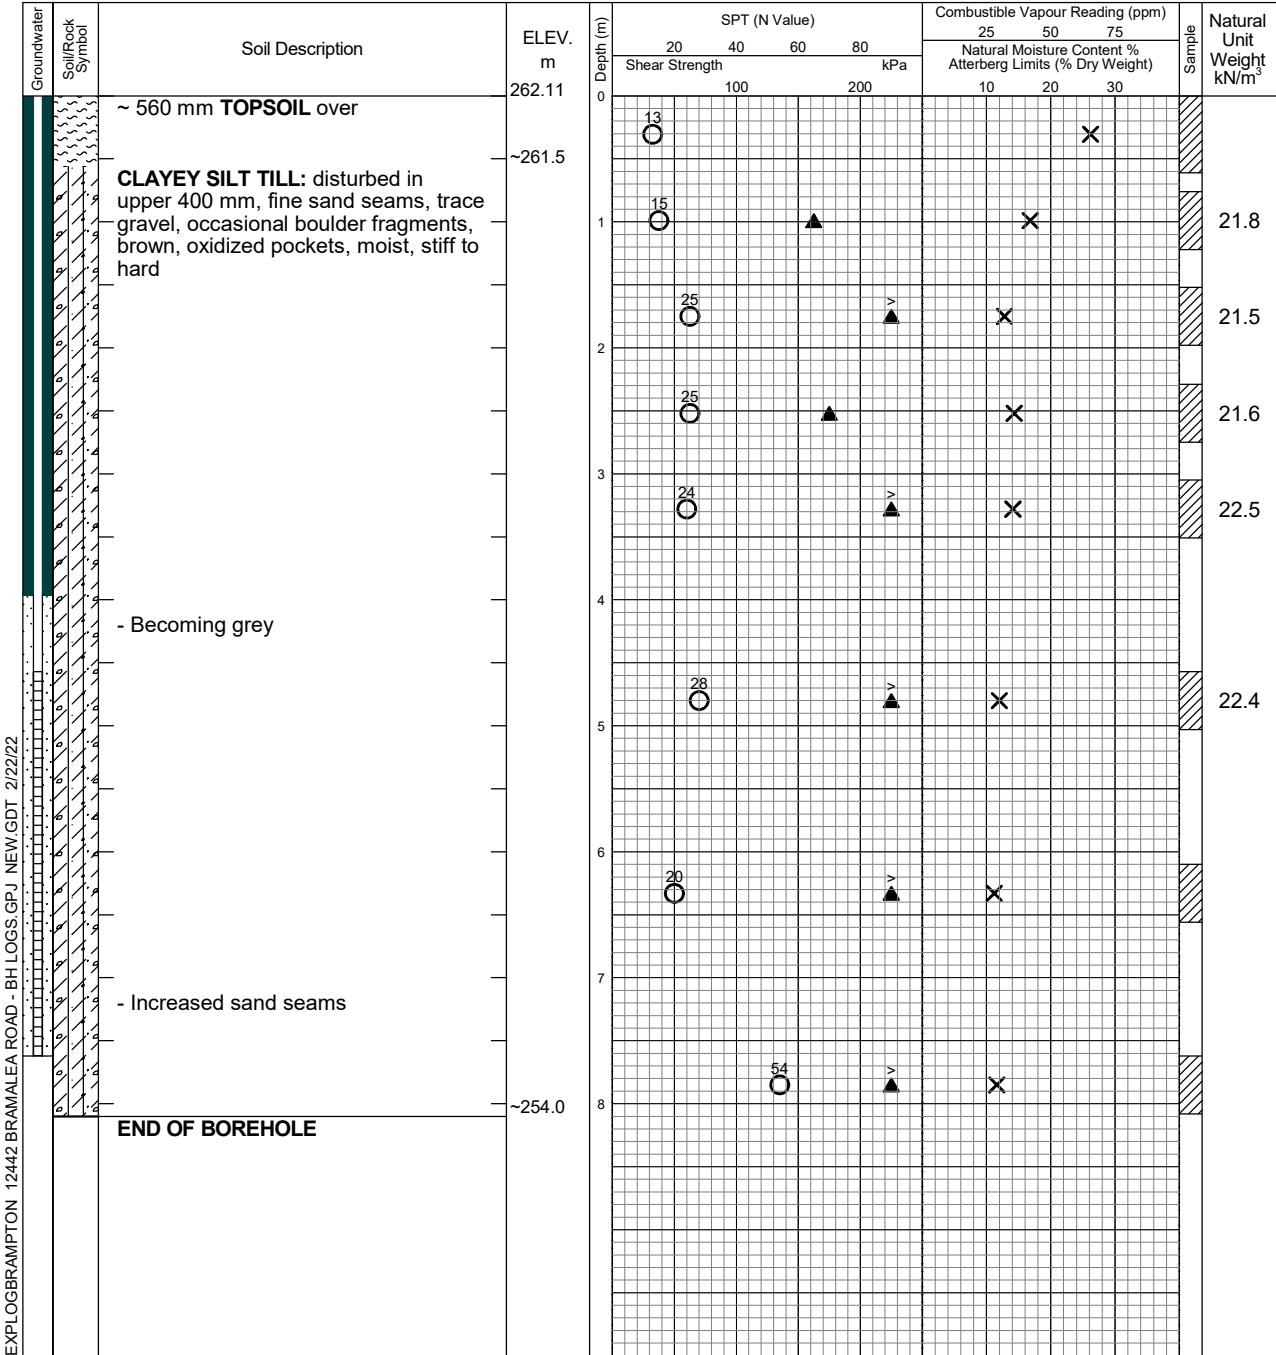 Groundwater
Soil/Rock
Symbol
Soil Description
ELEV.
m
Depth (m)
SPT (N Value)
20 40 60 80
Shear Strength kPa
100 200
Combustible Vapour Reading (ppm)
25 50 75
Natural Moisture Content %
Atterberg Limits (% Dry Weight)
10 20 30
Sample
Natural
Unit
Weight
kN/m³
262.11
0
~ 560 mm TOPSOIL over
13
~261.5
CLAYEY SILT TILL: disturbed in
upper 400 mm, fine sand seams, trace
gravel, occasional boulder fragments,
brown, oxidized pockets, moist, stiff to
hard
15
1
21.8
25
>
21.5
2
25
21.6
3
24
>
22.5
4
- Becoming grey
28
>
22.4
5
6
20
>
7
- Increased sand seams
54
>
~254.0
8
END OF BOREHOLE
EXPLOGBRAMPTON 12442 BRAMALEA ROAD - BH LOGS.GPJ NEW.GDT 2/22/22